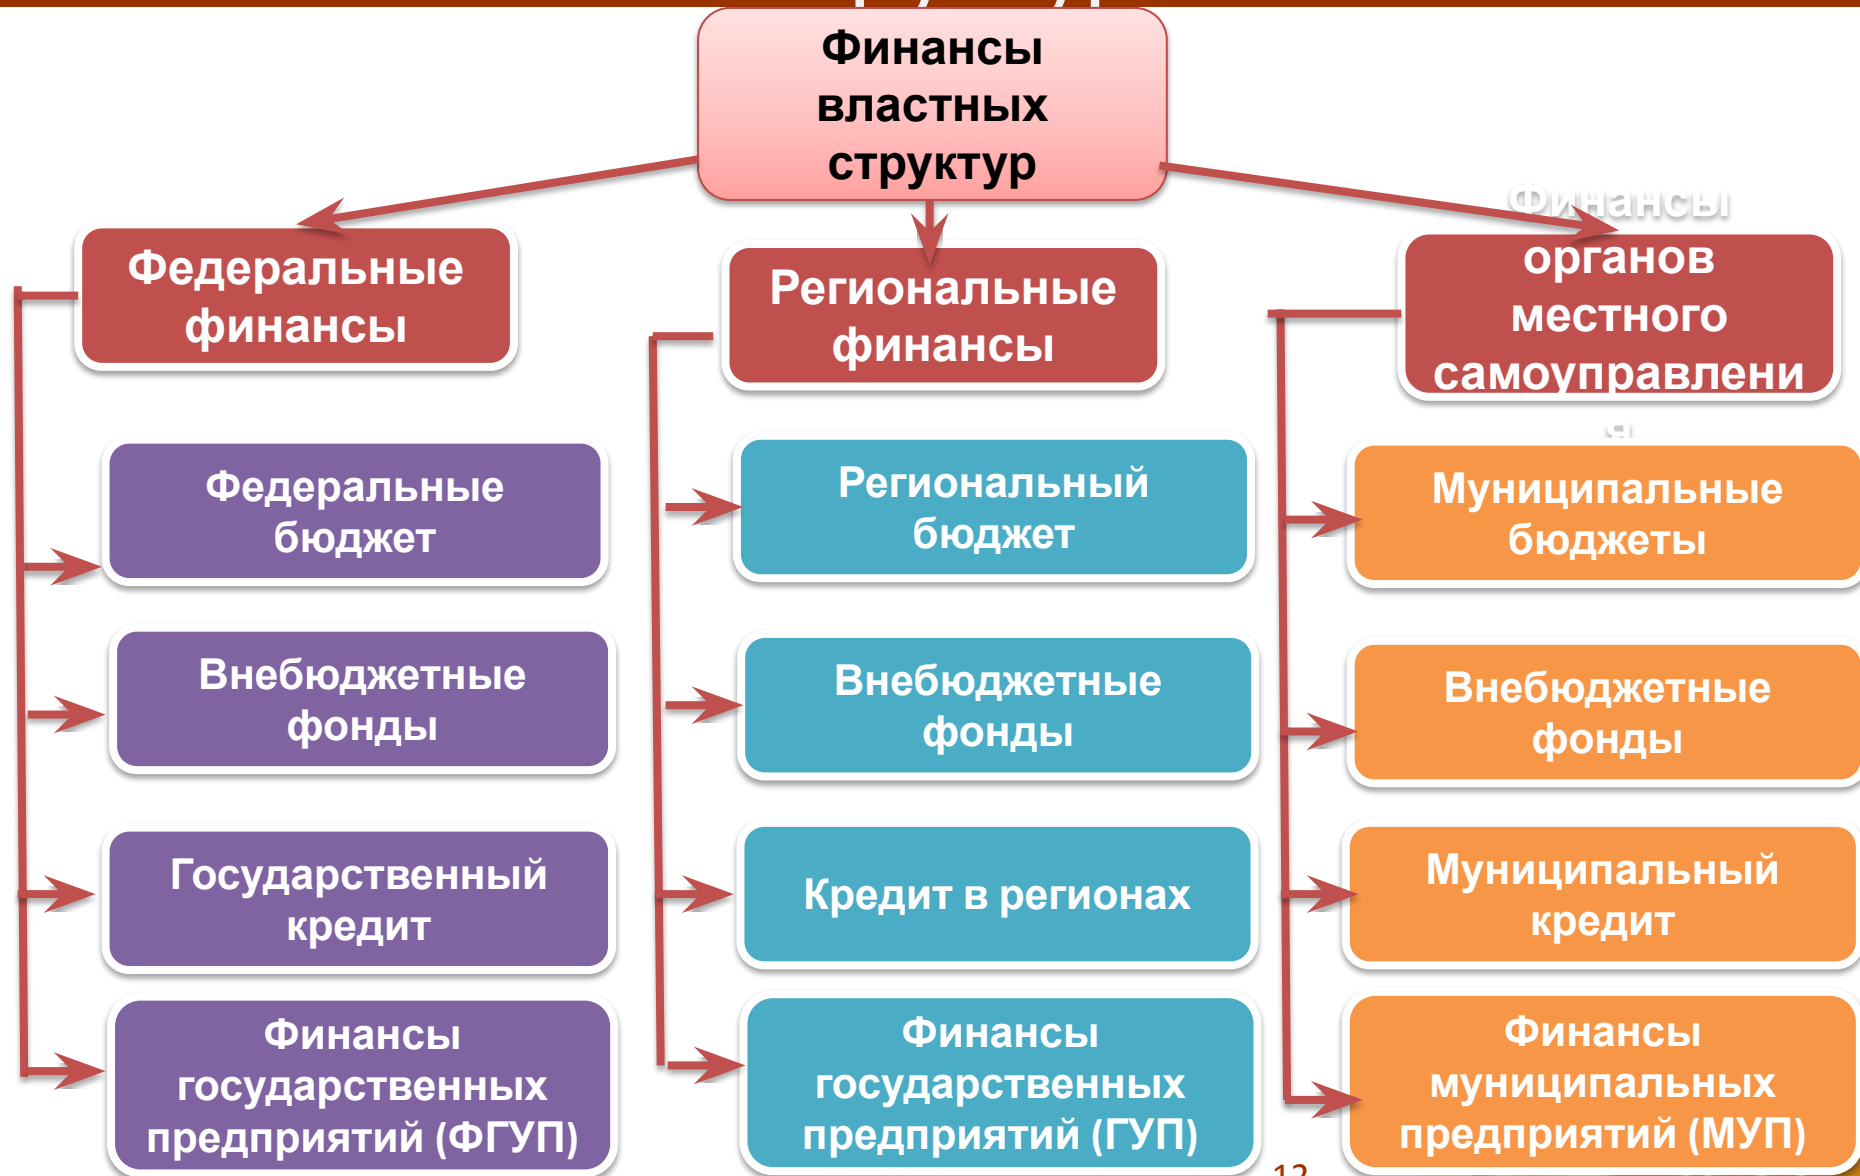 Финансы
властных
структур
Федеральные
финансы
Региональные
финансы
Финансы
органов
местного
самоуправлени
я
Федеральные
бюджет
Внебюджетные
фонды
Государственный
кредит
Финансы
государственных
предприятий (ФГУП)
Региональный
бюджет
Внебюджетные
фонды
Кредит в регионах
Финансы
государственных
предприятий (ГУП)
Муниципальные
бюджеты
Внебюджетные
фонды
Муниципальный
кредит
Финансы
муниципальных
предприятий (МУП)
12